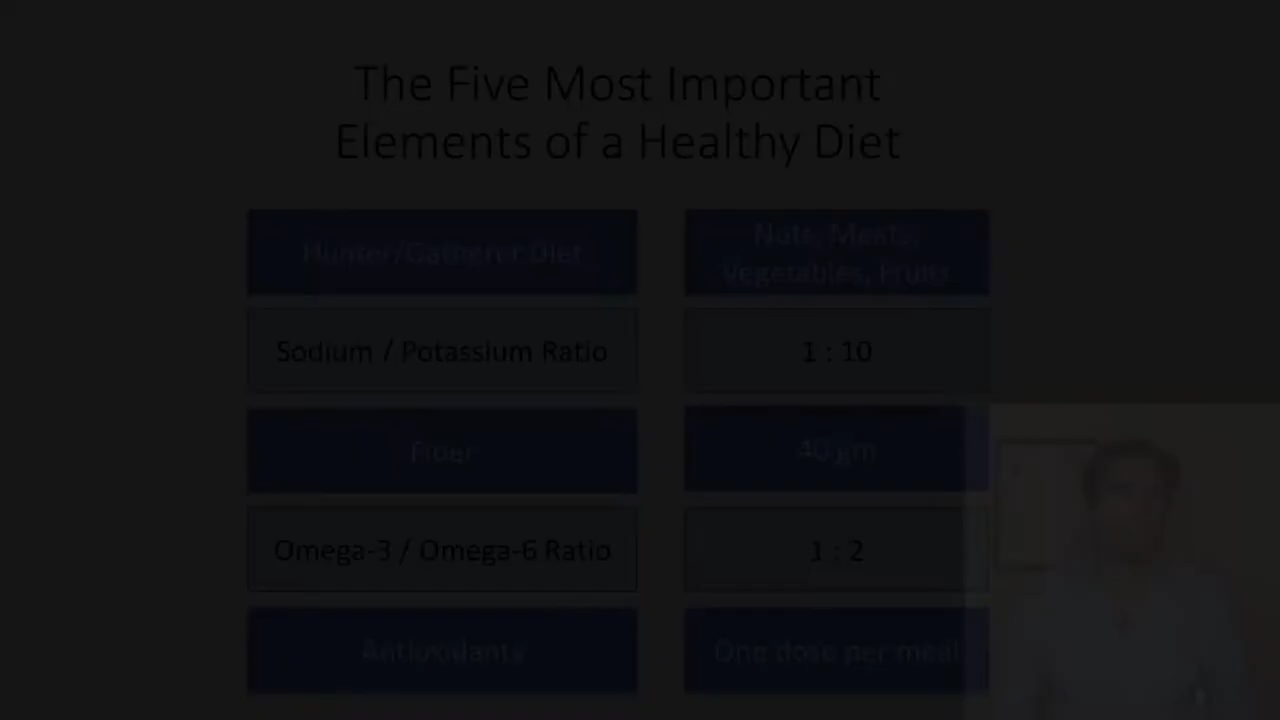 The Five Most Important
Elements of a Healthy Diet
Hunter/Gatherer Diet
Nuts, Meats,
Vegetables, Fruits
Sodium / Potassium Ratio
1 : 10
Fiber
40 gm
Omega-3 / Omega-6 Ratio
1 : 2
Antioxidants
One dose per meal